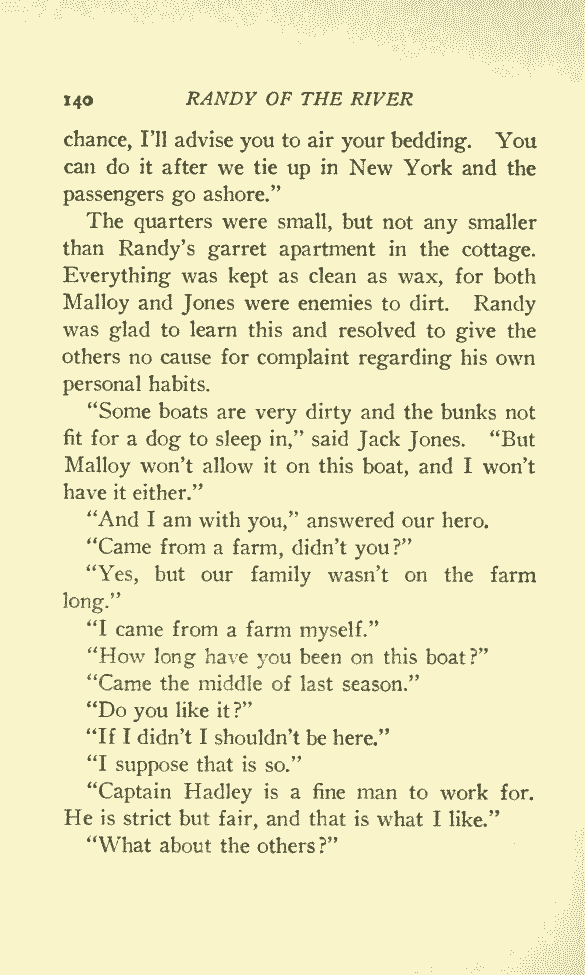 140 RANDY OF THE RIVER
chance, I'll advise you to air your bedding. You
can do it after we tie up in New York and the
passengers go ashore.”
The quarters were small, but not any smaller
than Randy's garret apartment in the cottage.
Everything was kept as clean as wax, for both
Malloy and Jones were enemies to dirt. Randy
was glad to learn this and resolved to give the
others no cause for complaint regarding his own
personal habits.
“Some boats are very dirty and the bunks not
fit for a dog to sleep in,” said Jack Jones. “But
Malloy won't allow it on this boat, and I won't
have it either.”
“And I am with you,” answered our hero.
“Came from a farm, didn't you?”
“Yes, but our family wasn't on the farm
long.”
“I came from a farm myself.”
“How long have you been on this boat?”
“Came the middle of last season.”
“Do you like it?”
“If I didn't I shouldn't be here.”
“I suppose that is so.”
“Captain Hadley is a fine man to work for.
He is strict but fair, and that is what I like.”
“What about the others?”